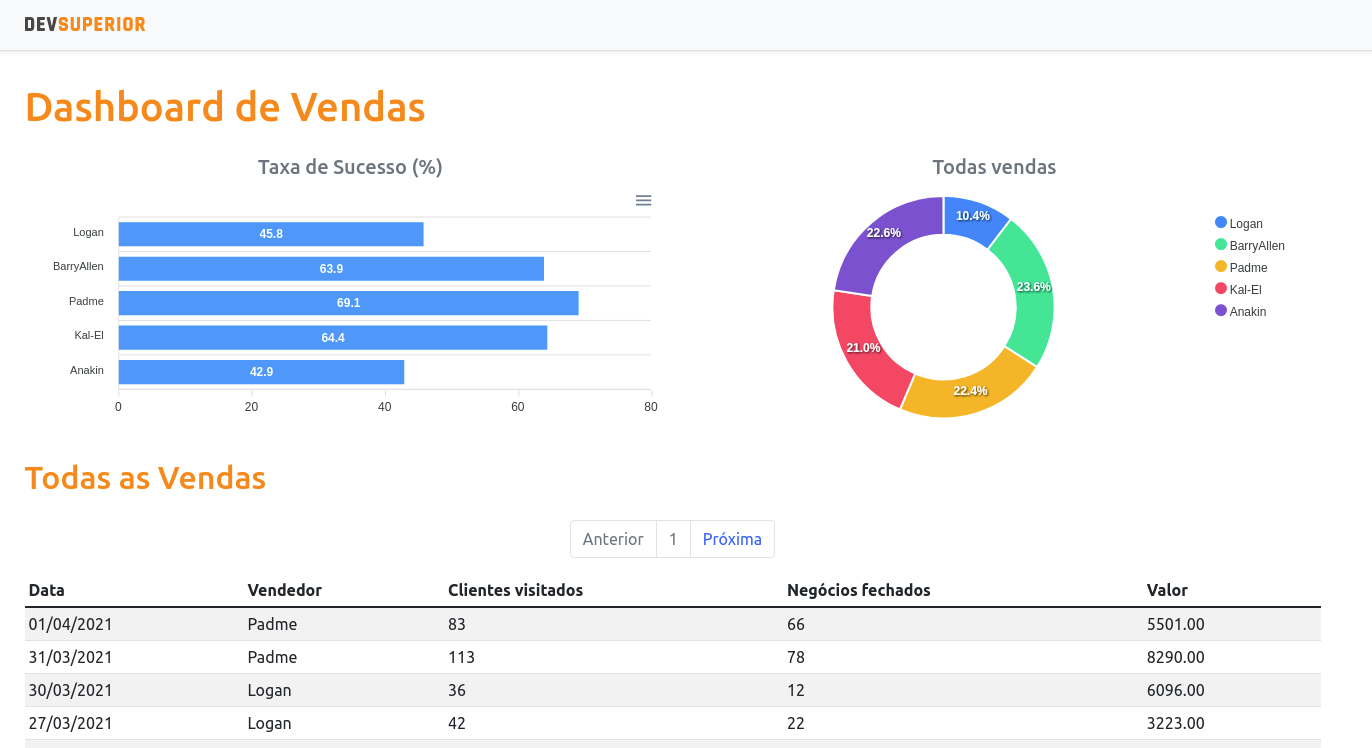 DEVSUPERIOR
Dashboard de Vendas
Taxa de Sucesso (%)
Logan 45.8
BarryAllen 63.9
Padme 69.1
Kal-El 64.4
Anakin 42.9
0 20 40 60 80
Todas vendas
10.4%
23.6%
22.4%
21.0%
22.6%
Logan
BarryAllen
Padme
Kal-El
Anakin
Todas as Vendas
Anterior 1 Próxima
Data Vendedor Clientes visitados Negócios fechados Valor
01/04/2021 Padme 83 66 5501.00
31/03/2021 Padme 113 78 8290.00
30/03/2021 Logan 36 12 6096.00
27/03/2021 Logan 42 22 3223.00